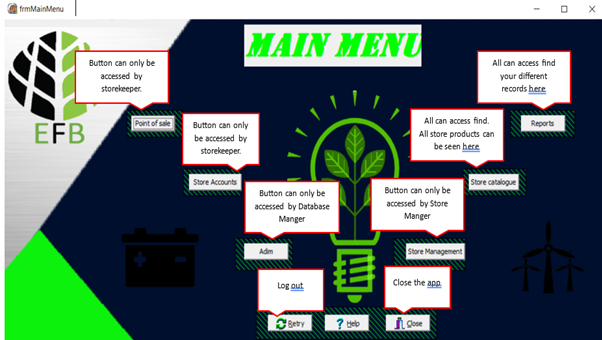 frmMainMenu
MAIN MENU
Button can only be
accessed by
storekeeper.
All can access find
your different
records here
EFB
Point of sale
Button can only
be accessed by
storekeeper.
All can access find.
All store products can
be seen here
Reports
Store Accounts
Button can only be
accessed by Database
Manger
Button can only be
accessed by Store
Manger
Store catalogue
Adim
Store Management
Log out
Close the app.
Retry
Help
Close